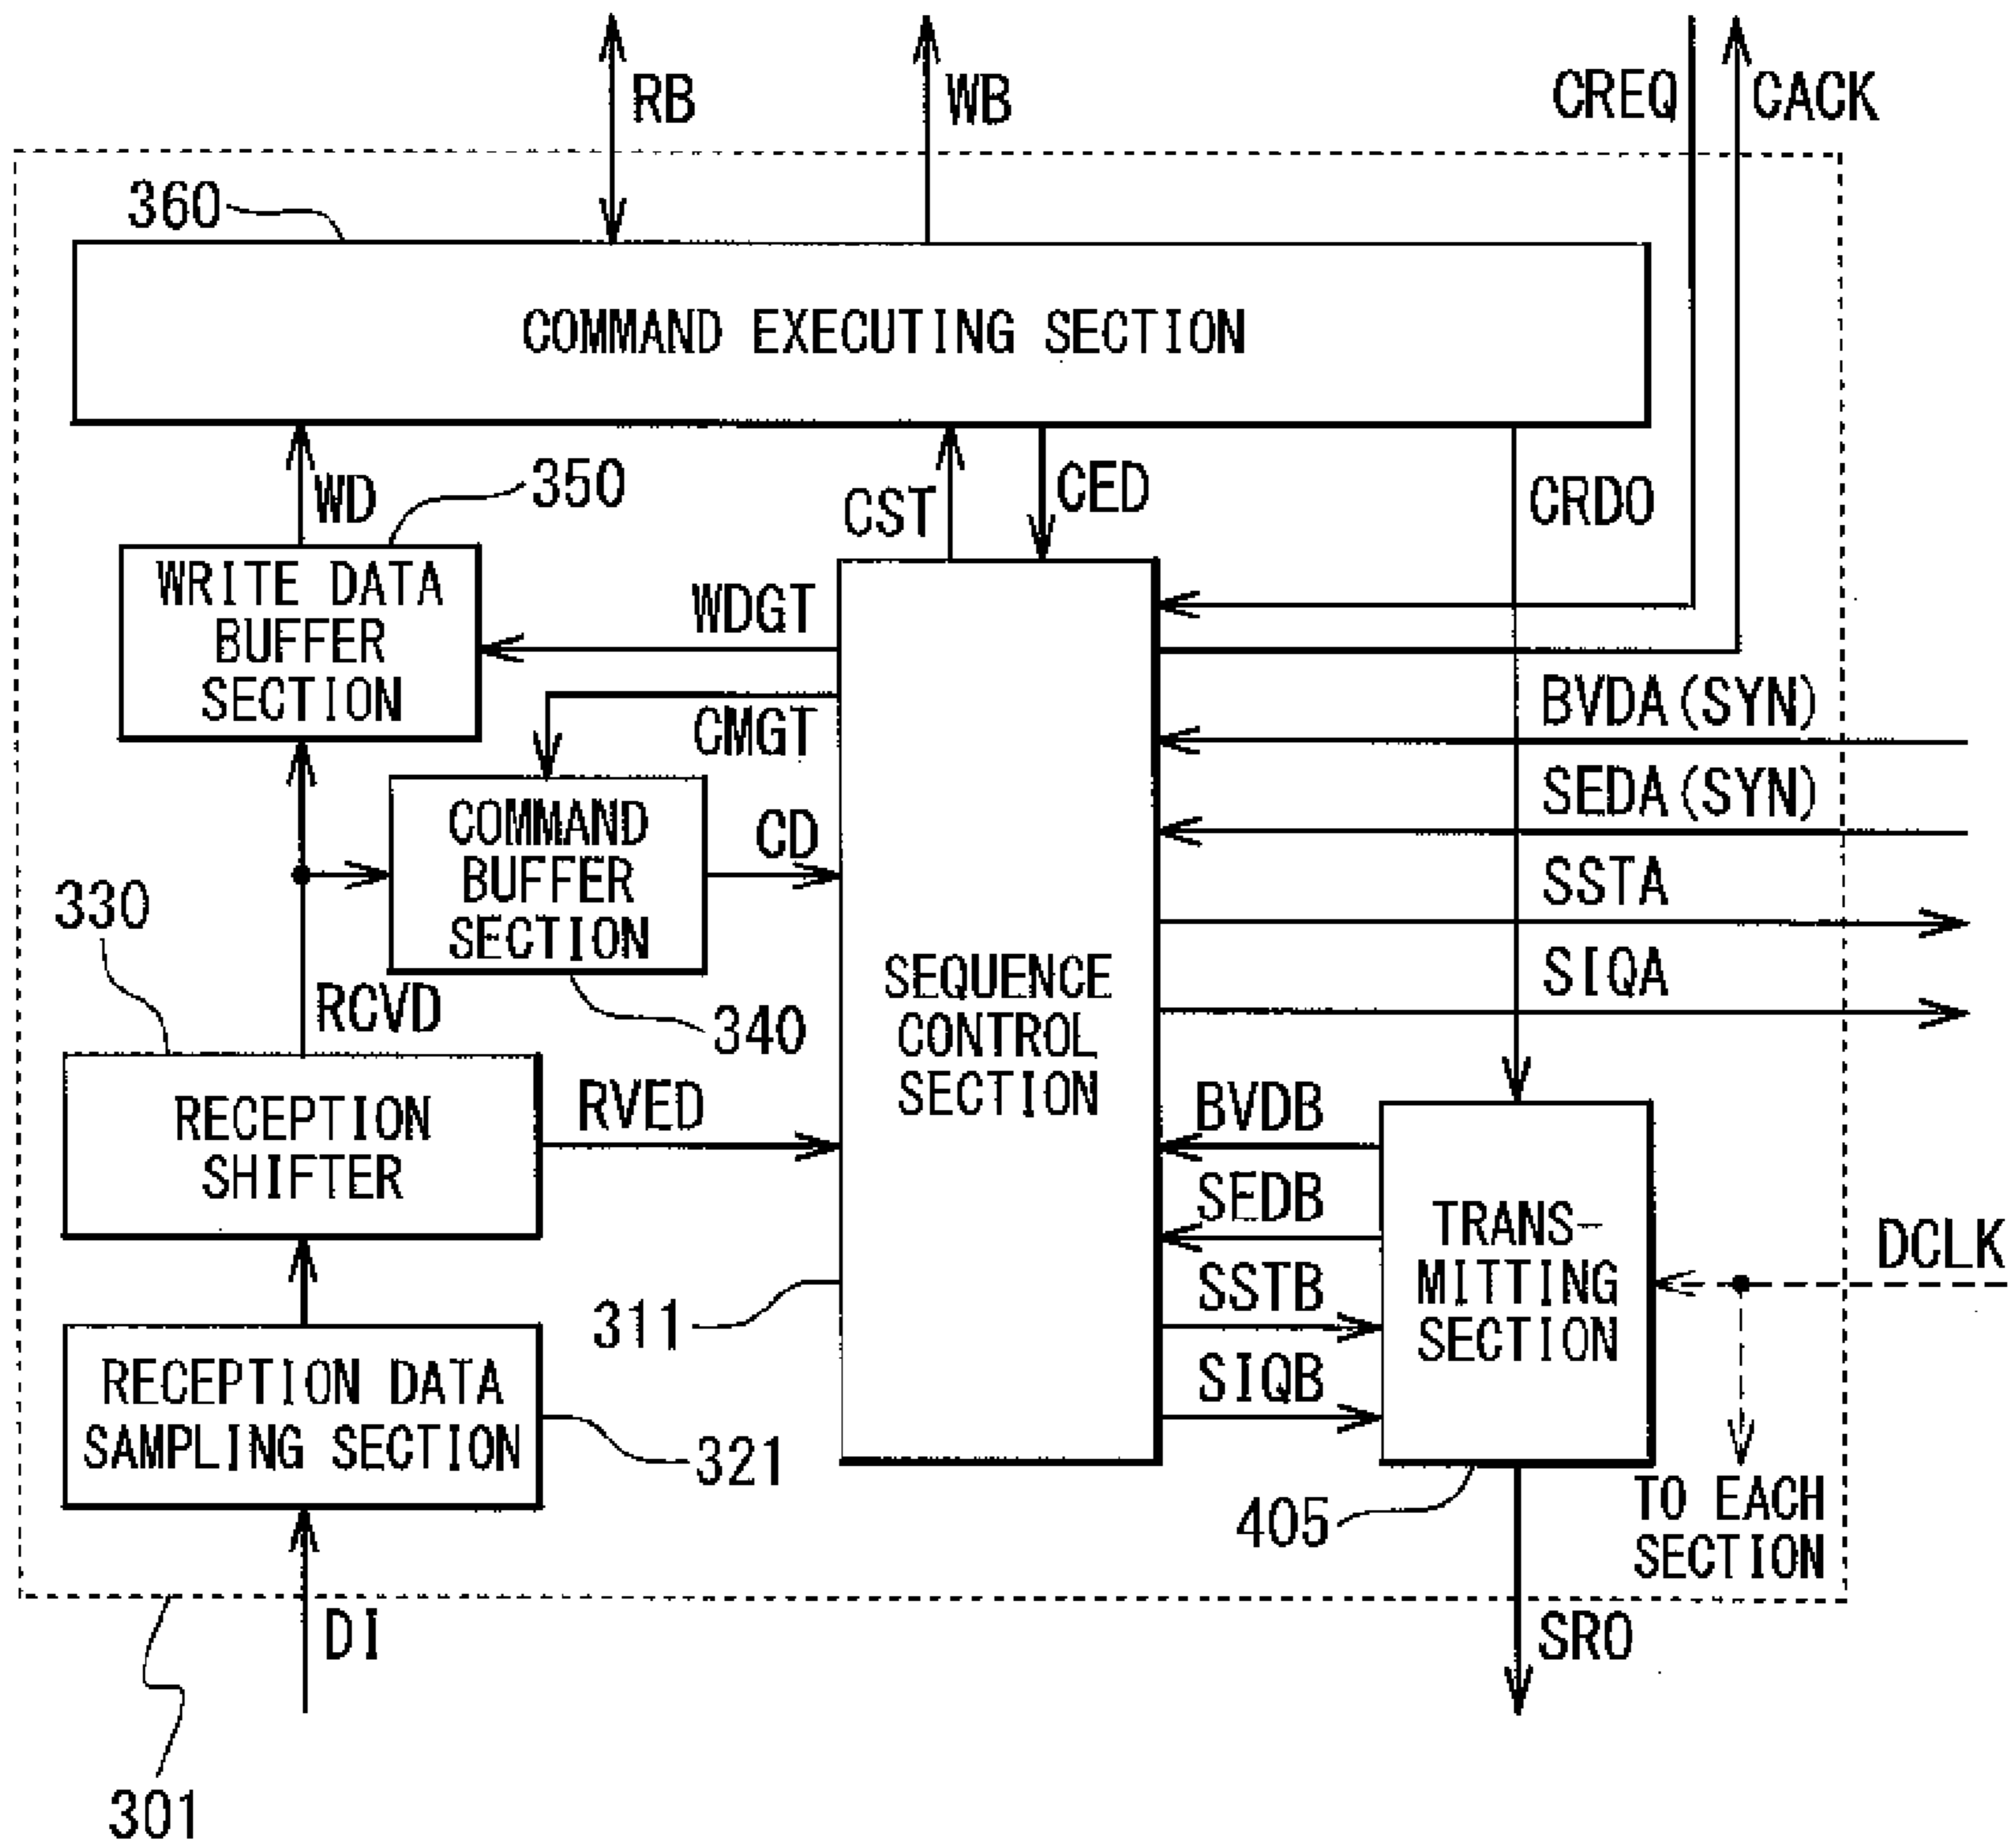 RB
WB
CREQ
CACK
360
COMMAND EXECUTING SECTION
WD
350
CST
CED
CRDO
WRITE DATA
BUFFER
SECTION
WDGT
CMGT
BVDA(SYN)
SEDA(SYN)
COMMAND
BUFFER
SECTION
CD
SSTA
330
SIQA
RCVD
340
SEQUENCE
CONTROL
SECTION
RECEPTION
SHIFTER
RVED
BVDB
SEDB
TRANS-
MITTING
SECTION
DCLK
311
SSTB
SIQB
RECEPTION DATA
SAMPLING SECTION
321
405
TO EACH
SECTION
DI
SRO
301